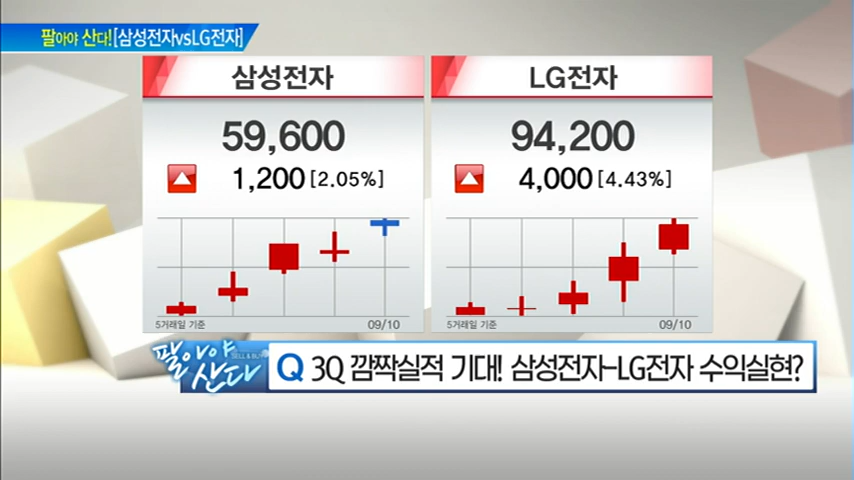 팔아야 산다! [삼성전자vsLG전자]
삼성전자
59,600
1,200 [2.05%]
5거래일 기준 09/10
LG전자
94,200
4,000 [4.43%]
5거래일 기준 09/10
팔아야 산다
SELL & BUY
Q 3Q 깜짝실적 기대! 삼성전자-LG전자 수익실현?